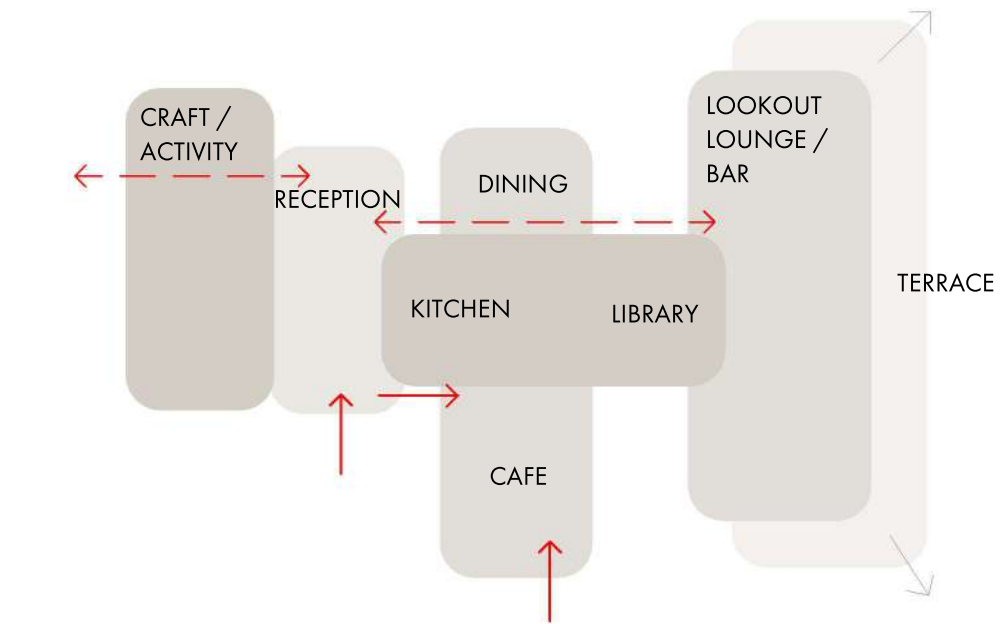 CRAFT /
ACTIVITY
RECEPTION
DINING
LOOKOUT
LOUNGE /
BAR
TERRACE
KITCHEN
LIBRARY
CAFE